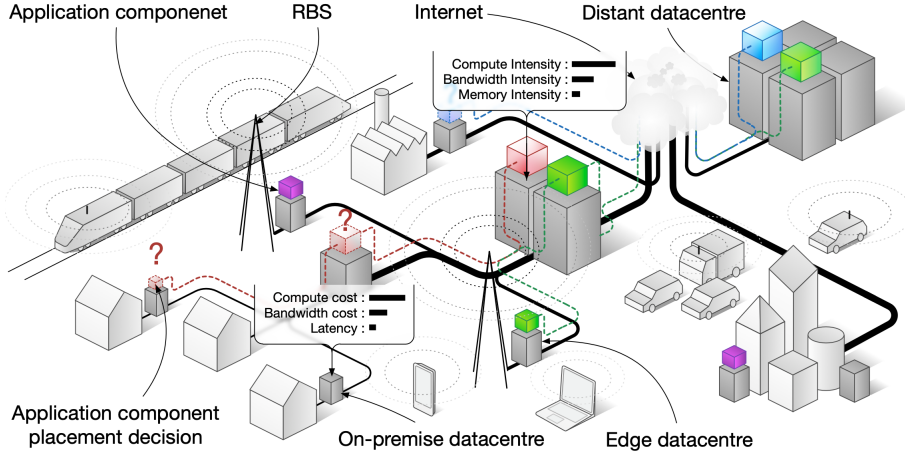 Application componenet
RBS
Internet
Distant datacentre
Compute Intensity :
Bandwidth Intensity :
Memory Intensity :
?
?
?
Compute cost :
Bandwidth cost :
Latency :
Application component
placement decision
On-premise datacentre
Edge datacentre